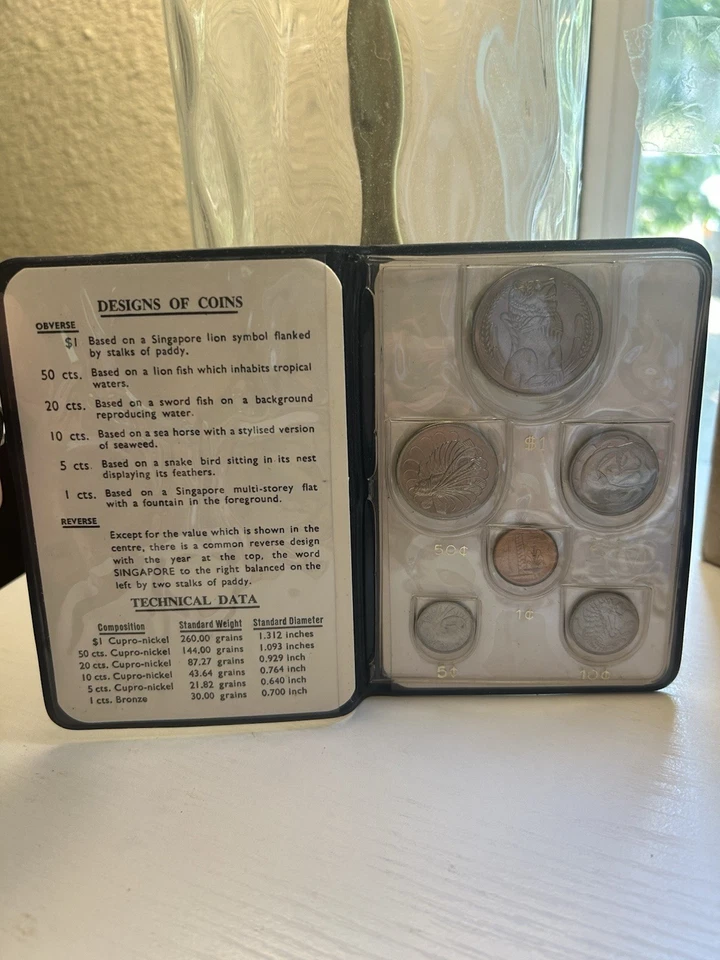 DESIGNS OF COINS
OBVERSE
$1 Based on a Singapore lion symbol flanked
by stalks of paddy.
50 cts. Based on a lion fish which inhabits tropical
waters.
20 cts. Based on a sword fish on a background
reproducing water.
10 cts. Based on a sea horse with a stylised version
of seaweed.
5 cts. Based on a snake bird sitting in its nest
displaying its feathers.
1 cts. Based on a Singapore multi-storey flat
with a fountain in the foreground.
REVERSE
Except for the value which is shown in the
centre, there is a common reverse design
with the year at the top, the word
SINGAPORE to the right balanced on the
left by two stalks of paddy.
TECHNICAL DATA
Composition Standard Weight Standard Diameter
$1 Cupro-nickel 260.00 grains 1.312 inches
50 cts. Cupro-nickel 144.00 grains 1.093 inches
20 cts. Cupro-nickel 87.27 grains 0.929 inch
10 cts. Cupro-nickel 43.64 grains 0.764 inch
5 cts. Cupro-nickel 21.82 grains 0.640 inch
1 cts. Bronze 30.00 grains 0.700 inch
$1
50¢
1¢
5¢
10¢